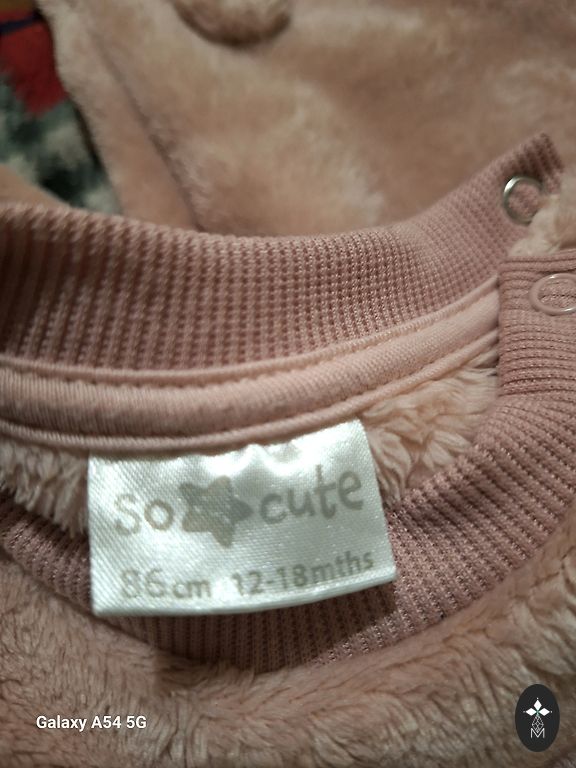 so cute
86cm 12-18mths
Galaxy A54 5G
M